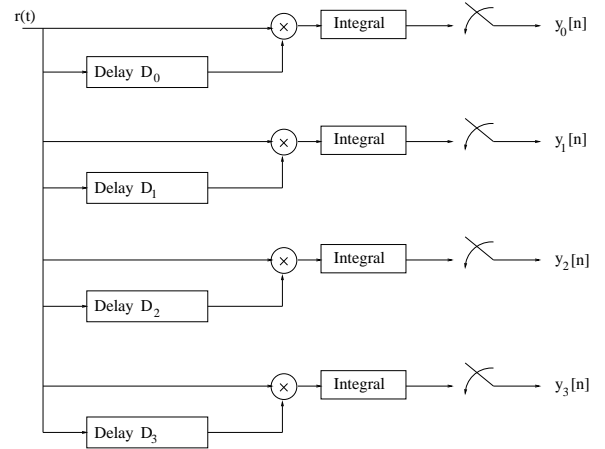 r(t)
Integral y₀[n]
Delay D₀
Integral y₁[n]
Delay D₁
Integral y₂[n]
Delay D₂
Integral y₃[n]
Delay D₃